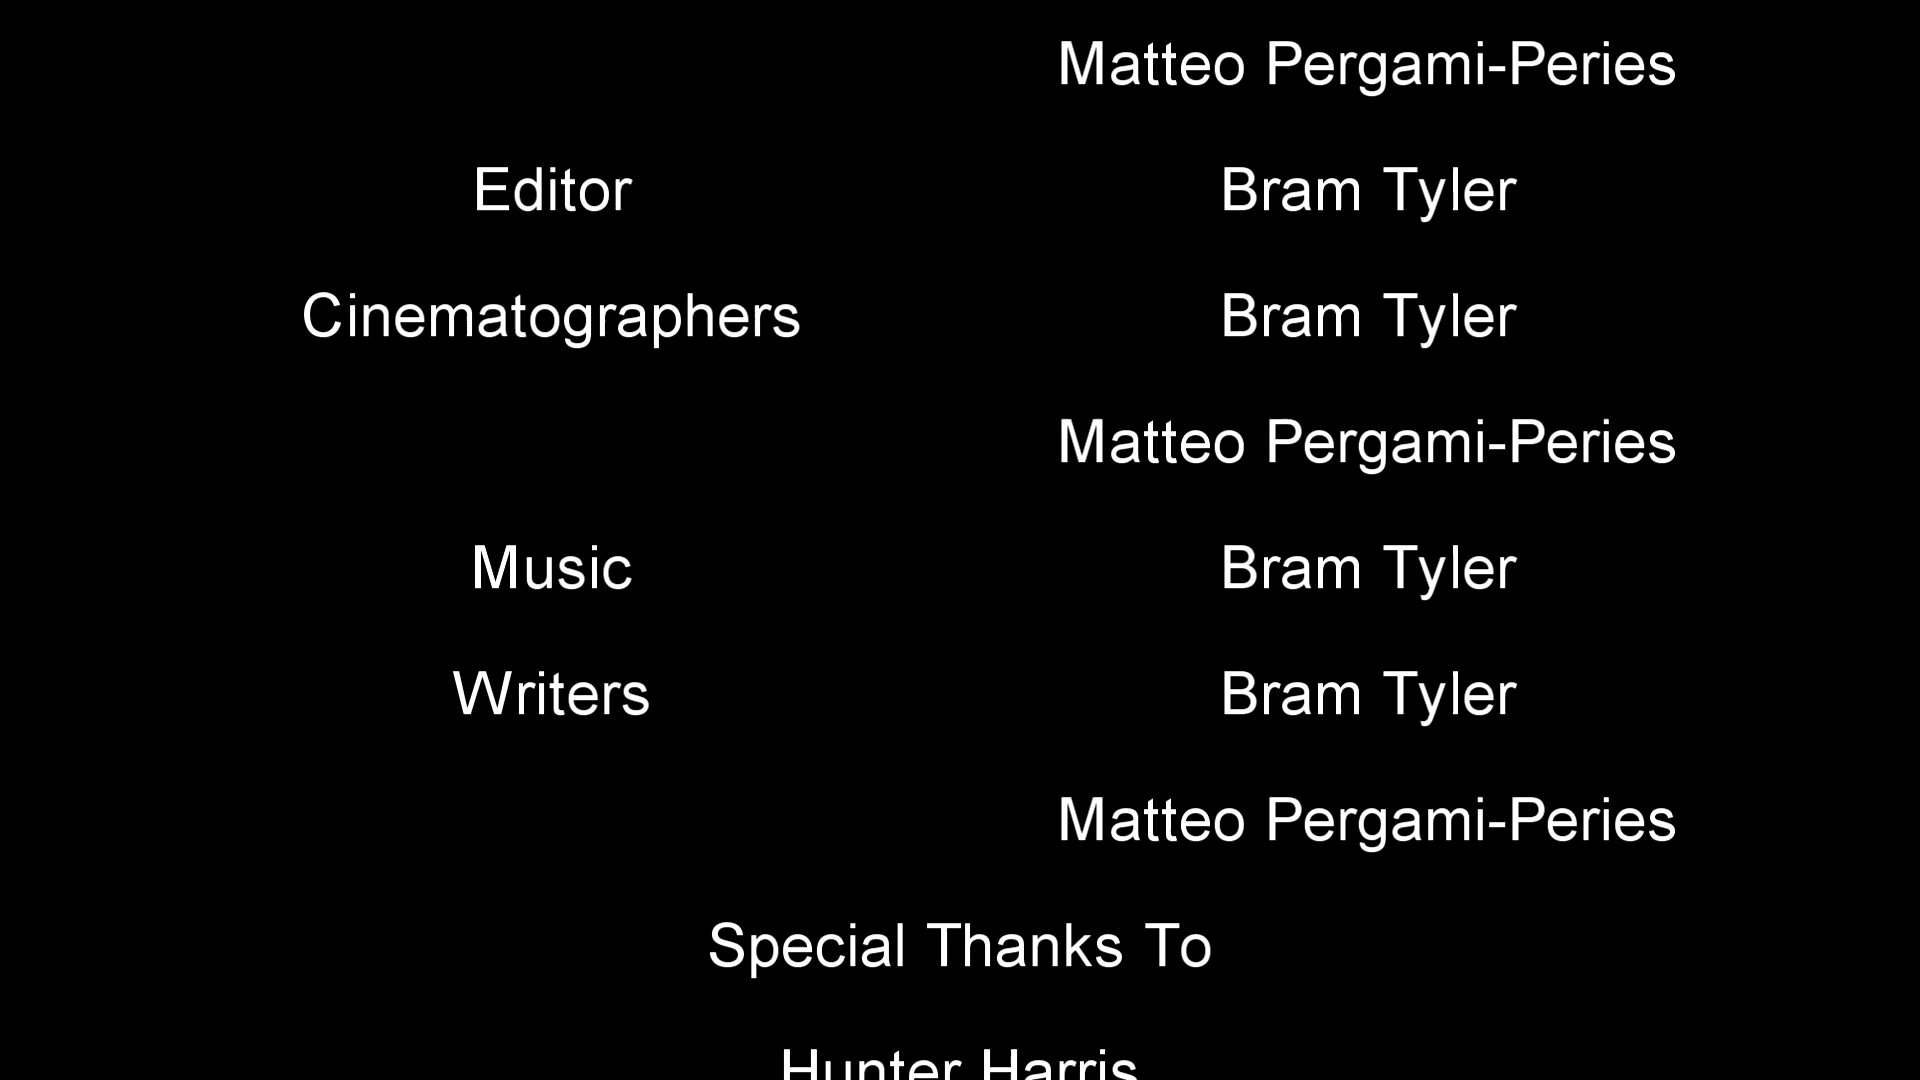 Matteo Pergami-Peries
Editor Bram Tyler
Cinematographers Bram Tyler
Matteo Pergami-Peries
Music Bram Tyler
Writers Bram Tyler
Matteo Pergami-Peries
Special Thanks To
Hunter Harris